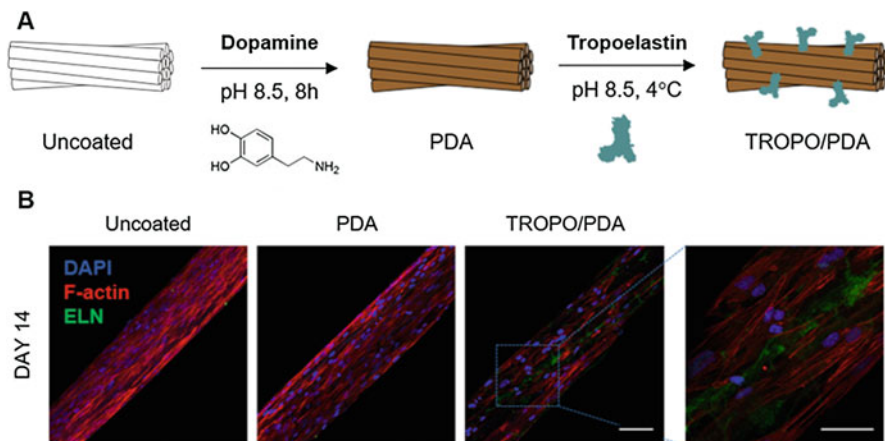 A
Dopamine
pH 8.5, 8h
HO
HO
NH₂
Tropoelastin
pH 8.5, 4°C
Uncoated
PDA
TROPO/PDA
B
Uncoated
PDA
TROPO/PDA
DAY 14
DAPI
F-actin
ELN